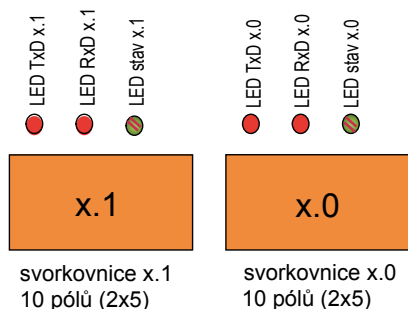 LED TxD x.1
LED RxD x.1
LED stav x.1
LED TxD x.0
LED RxD x.0
LED stav x.0
x.1
x.0
svorkovnice x.1
10 pólů (2x5)
svorkovnice x.0
10 pólů (2x5)